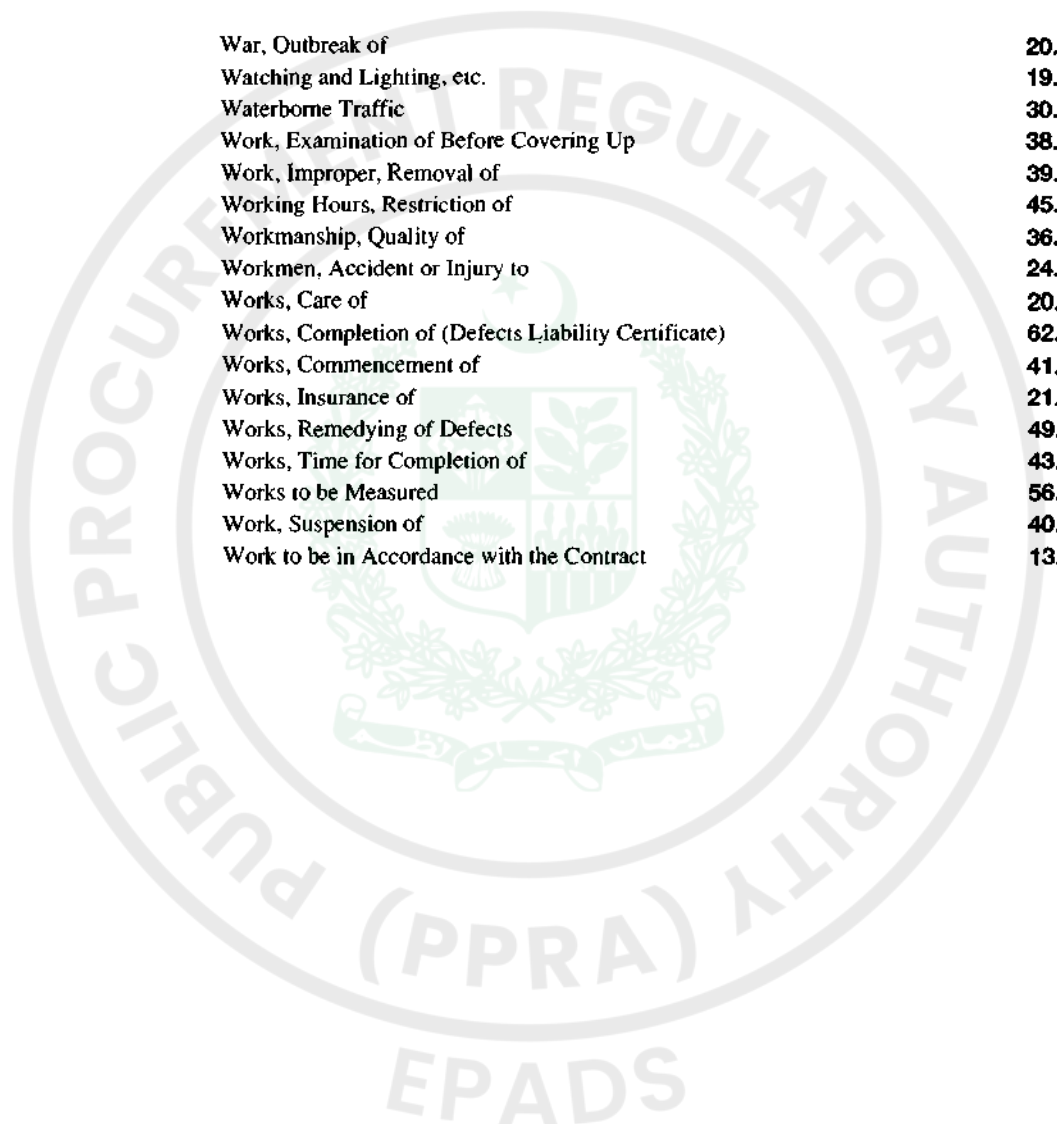 War, Outbreak of 20.
Watching and Lighting, etc. 19.
Waterborne Traffic 30.
Work, Examination of Before Covering Up 38.
Work, Improper, Removal of 39.
Working Hours, Restriction of 45.
Workmanship, Quality of 36.
Workmen, Accident or Injury to 24.
Works, Care of 20.
Works, Completion of (Defects Liability Certificate) 62.
Works, Commencement of 41.
Works, Insurance of 21.
Works, Remedying of Defects 49.
Works, Time for Completion of 43.
Works to be Measured 56.
Work, Suspension of 40.
Work to be in Accordance with the Contract 13.
PUBLIC PROCUREMENT REGULATORY AUTHORITY
(PPRA)
EPADS